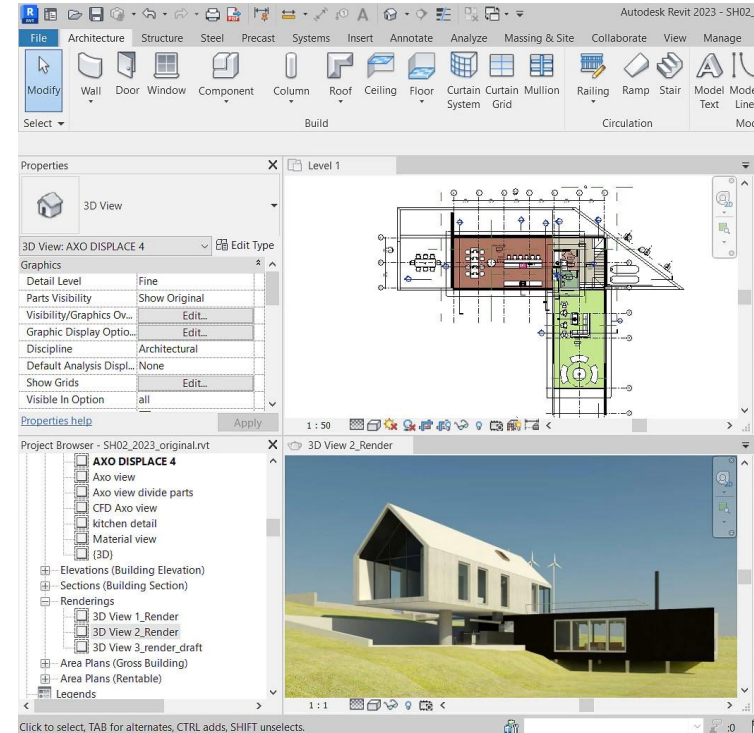 Autodesk Revit 2023 - SH02_
File Architecture Structure Steel Precast Systems Insert Annotate Analyze Massing & Site Collaborate View Manage
Modify Wall Door Window Component Column Roof Ceiling Floor Curtain System Curtain Grid Mullion Railing Ramp Stair Model Text Mode Line
Select Build Circulation Mod
Properties X
Level 1
3D View
3D View: AXO DISPLACE 4 Edit Type
Graphics
Detail Level Fine
Parts Visibility Show Original
Visibility/Graphics Ov... Edit...
Graphic Display Optio... Edit...
Discipline Architectural
Default Analysis Displ... None
Show Grids Edit...
Visible In Option all
Properties help Apply
1 : 50
Project Browser - SH02_2023_original.rvt X
3D View 2_Render
AXO DISPLACE 4
Axo view
Axo view divide parts
CFD Axo view
kitchen detail
Material view
{3D}
Elevations (Building Elevation)
Sections (Building Section)
Renderings
3D View 1_Render
3D View 2_Render
3D View 3_render_draft
Area Plans (Gross Building)
Area Plans (Rentable)
Legends
1 : 1
Click to select, TAB for alternates, CTRL adds, SHIFT unselects.
:0